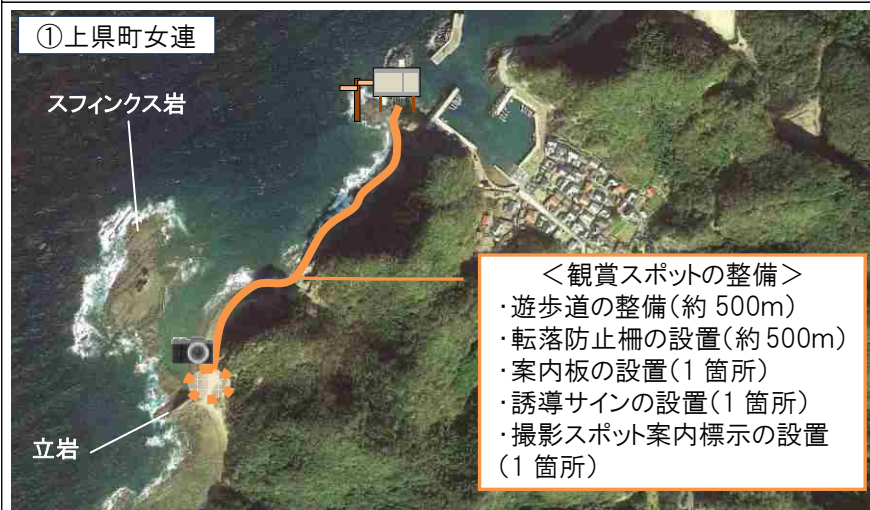 ①上県町女連
スフィンクス岩
立岩
＜観賞スポットの整備＞
・遊歩道の整備(約 500m)
・転落防止柵の設置(約 500m)
・案内板の設置(1 箇所)
・誘導サインの設置(1 箇所)
・撮影スポット案内標示の設置
(1 箇所)